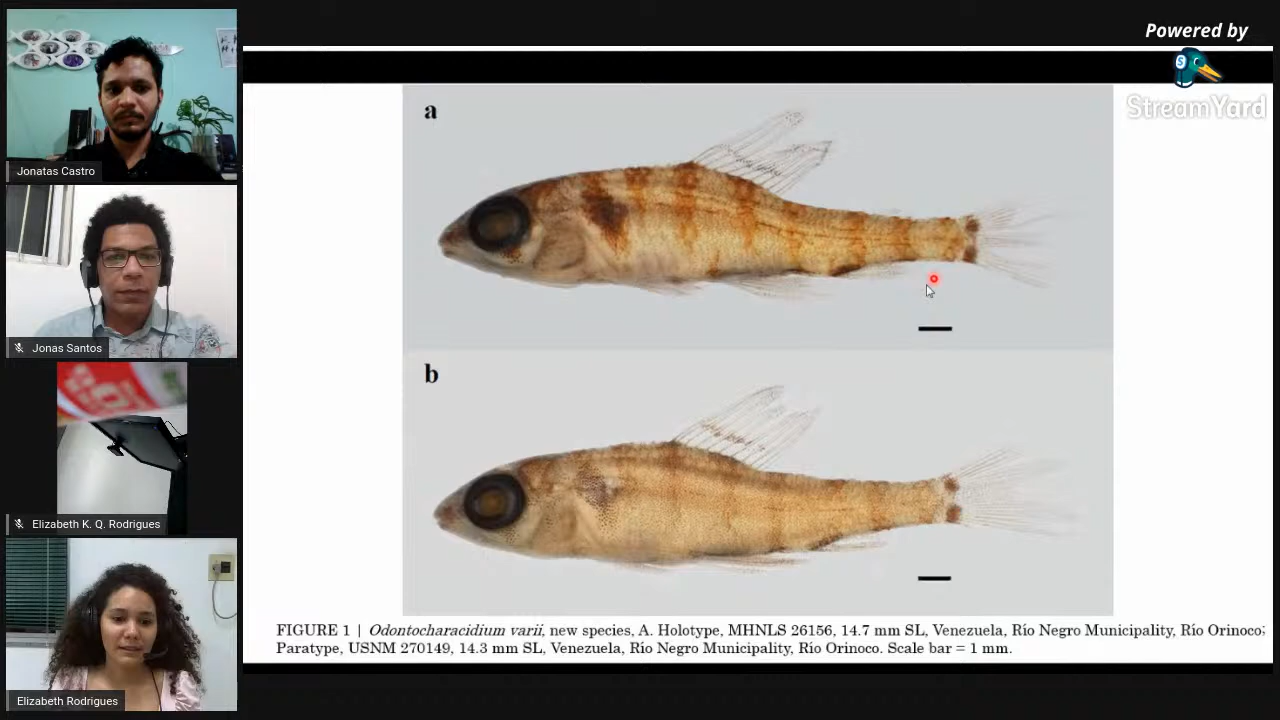 Powered by
StreamYard
Jonatas Castro
Jonas Santos
Elizabeth K. Q. Rodrigues
Elizabeth Rodrigues
a
b
FIGURE 1 | Odontocharacidium varii, new species, A. Holotype, MHNLS 26156, 14.7 mm SL, Venezuela, Río Negro Municipality, Río Orinoco;
Paratype, USNM 270149, 14.3 mm SL, Venezuela, Río Negro Municipality, Río Orinoco. Scale bar = 1 mm.